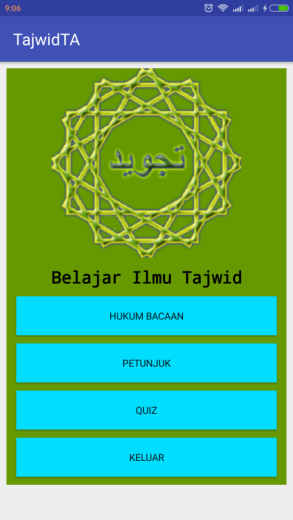 9:06
TajwidTA
تجويد
Belajar Ilmu Tajwid
HUKUM BACAAN
PETUNJUK
QUIZ
KELUAR